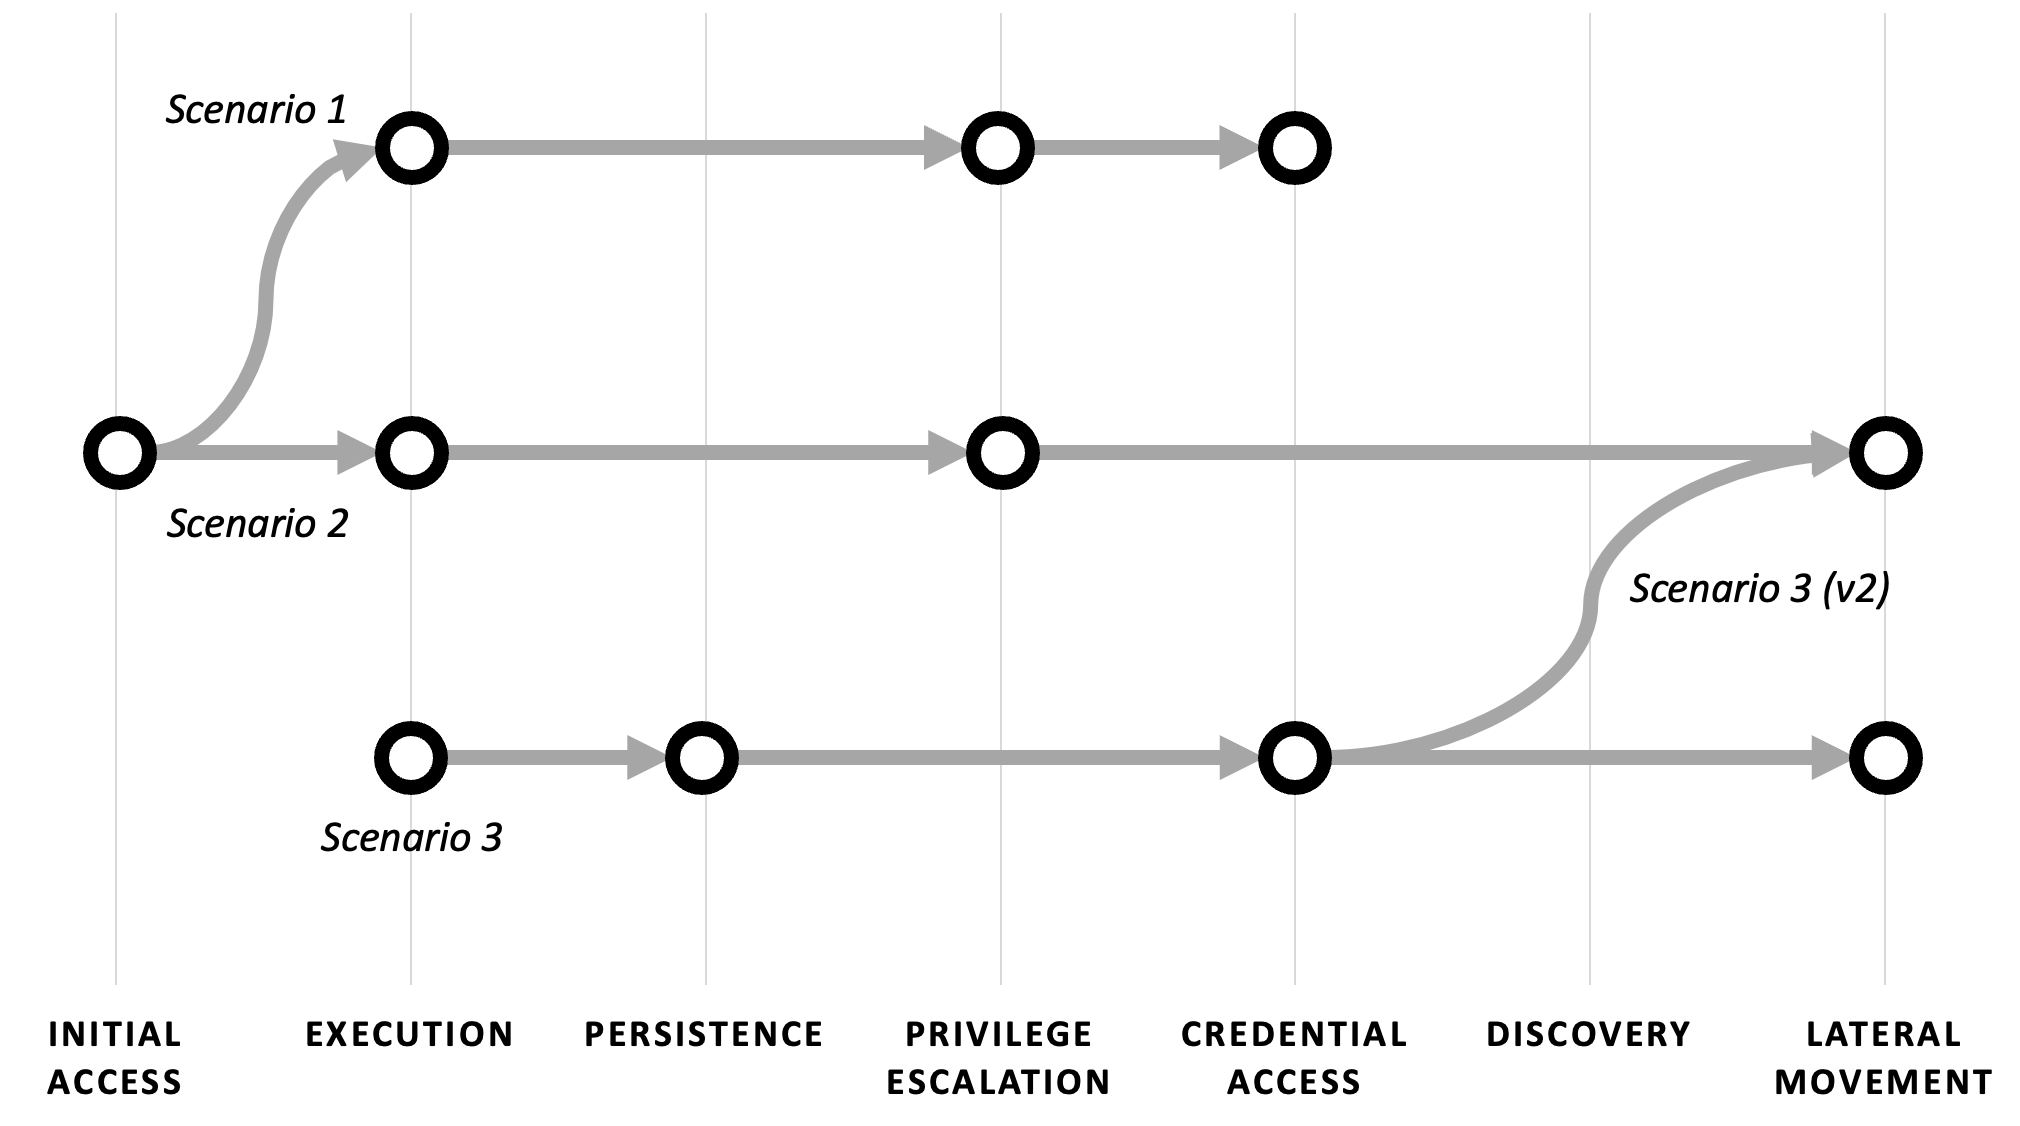 Scenario 1
Scenario 2
Scenario 3 (v2)
Scenario 3
INITIAL
ACCESS
EXECUTION
PERSISTENCE
PRIVILEGE
ESCALATION
CREDENTIAL
ACCESS
DISCOVERY
LATERAL
MOVEMENT